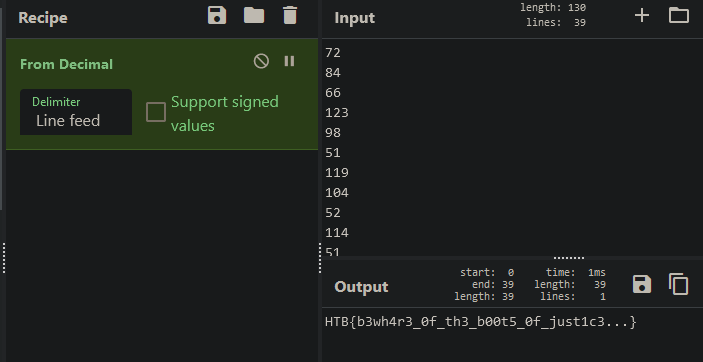 Recipe
From Decimal
Delimiter
Line feed
Support signed values
Input
length: 130
lines: 39
72
84
66
123
98
51
119
104
52
114
51
Output
start: 0
end: 39
length: 39
time: 1ms
length: 39
lines: 1
HTB{b3wh4r3_0f_th3_b00t5_0f_just1c3...}